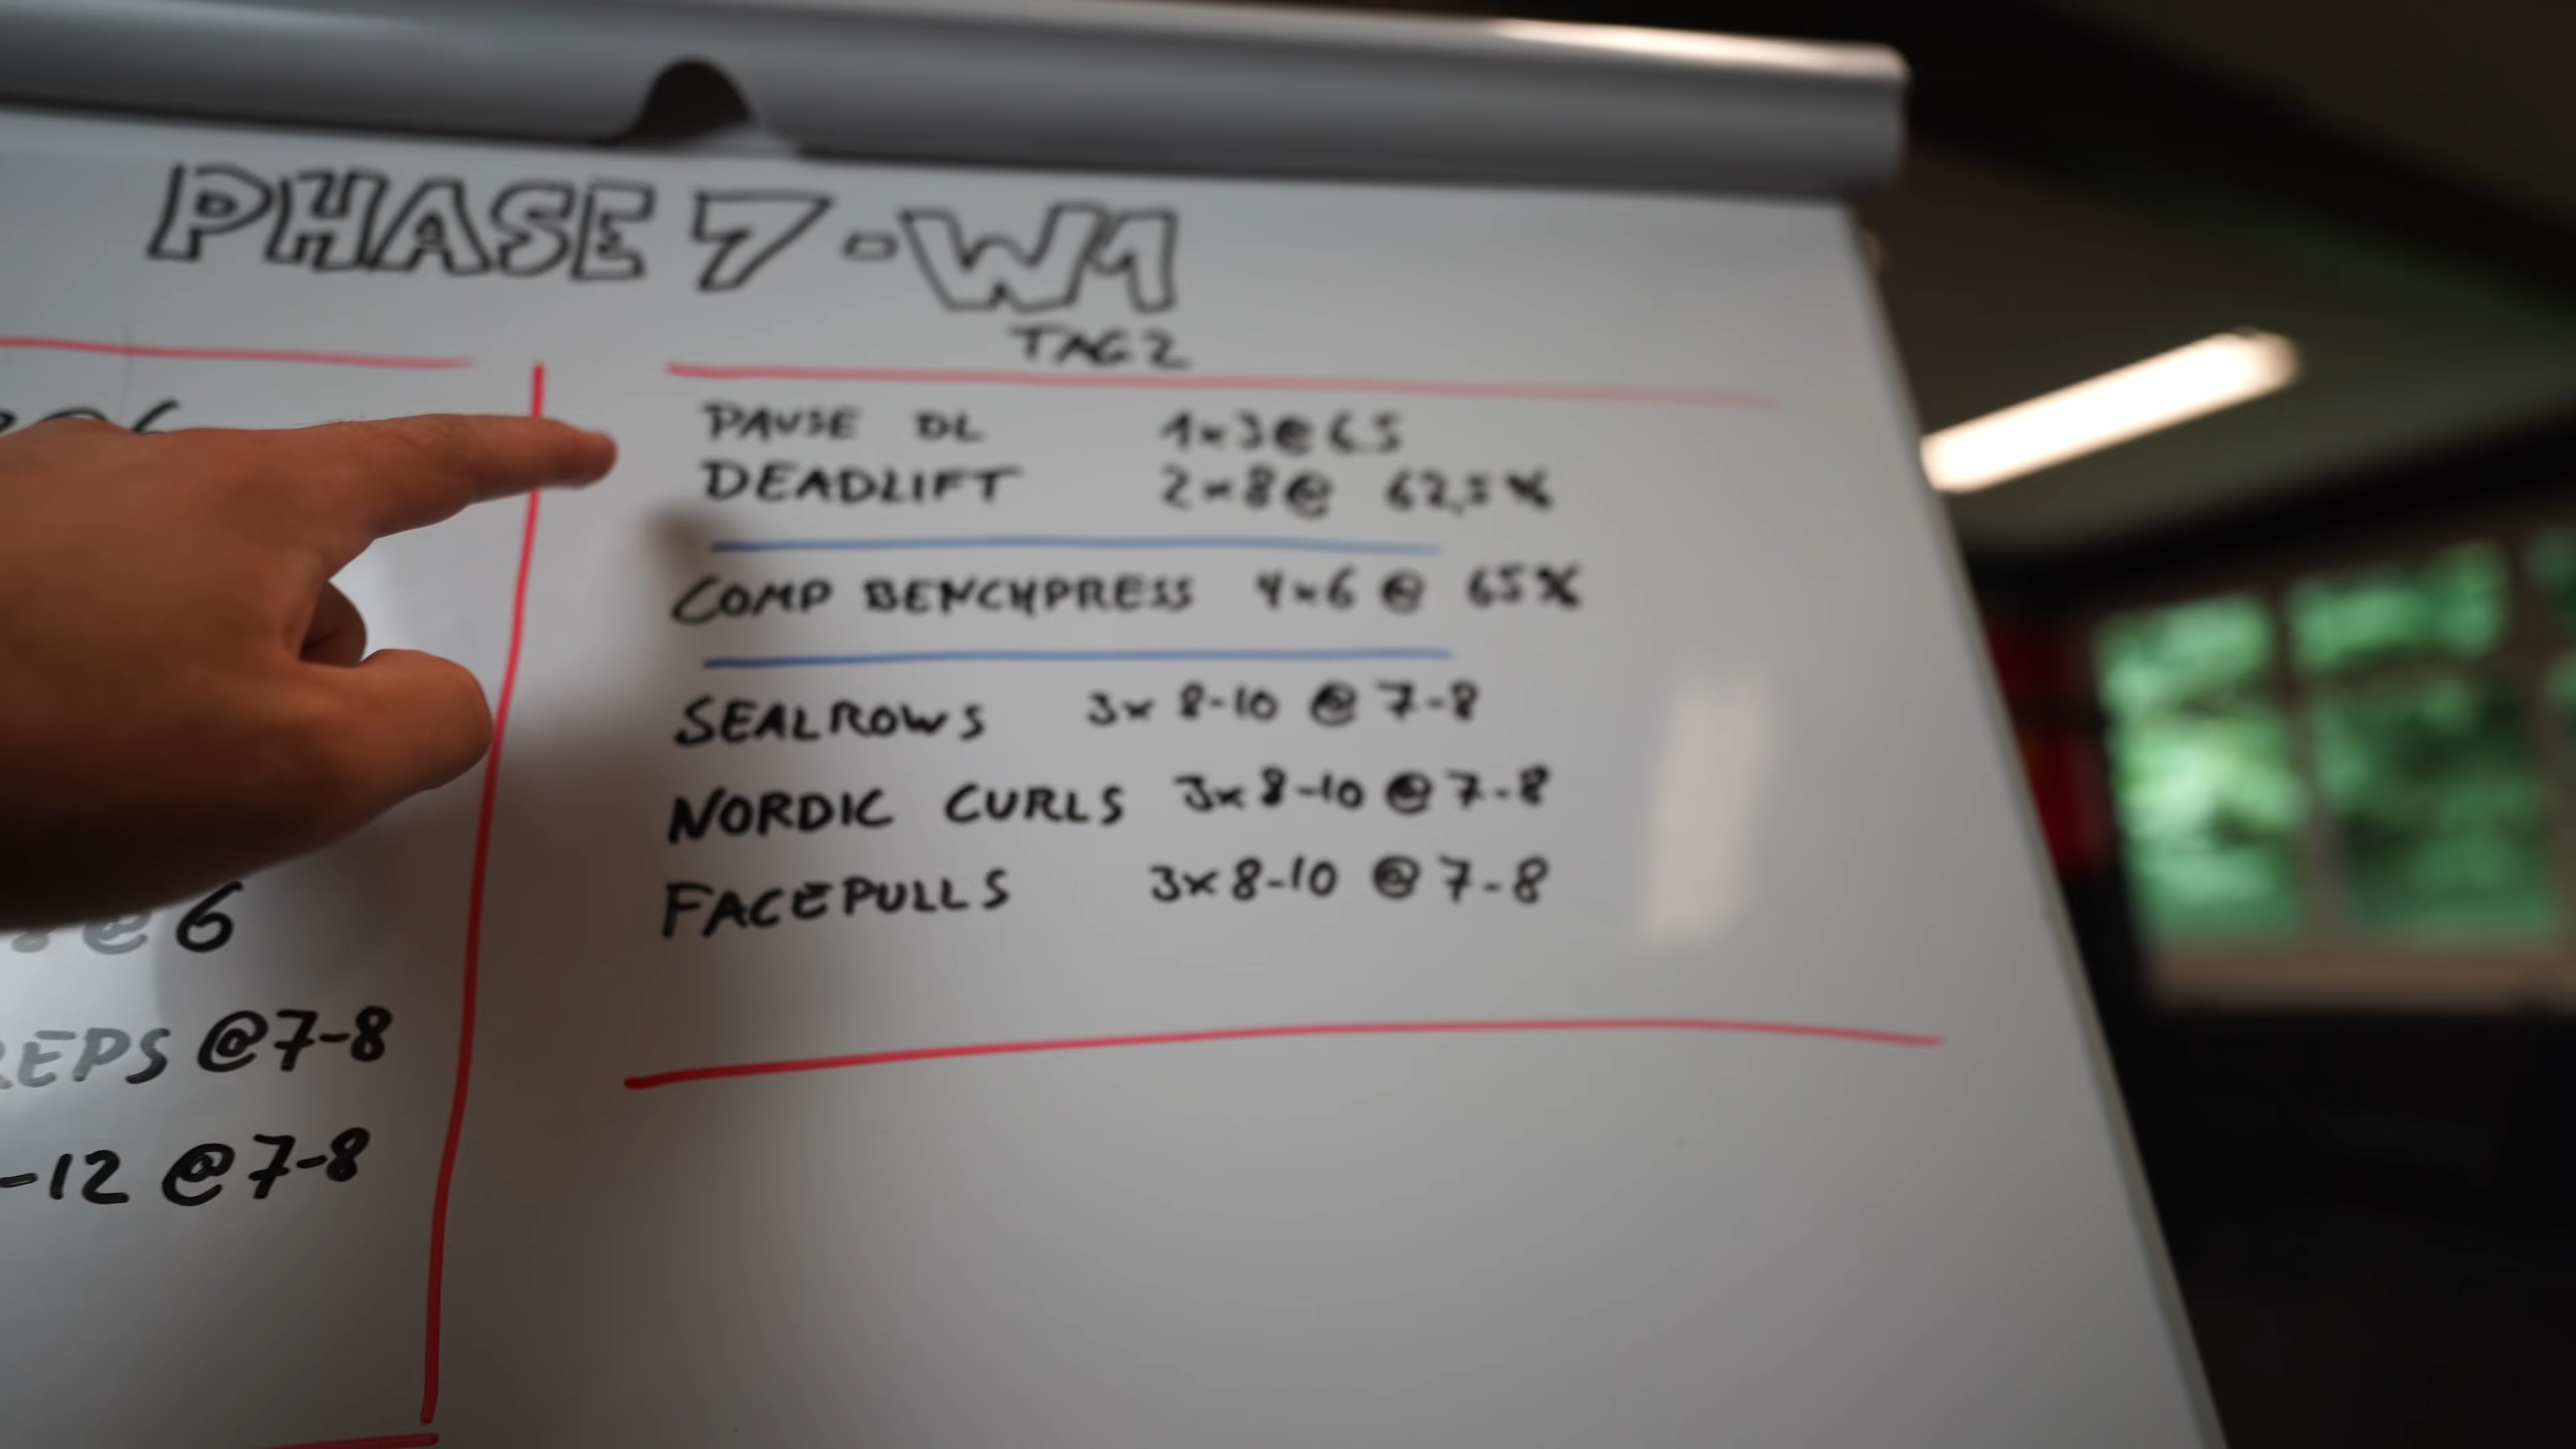 PHASE 7-W1
TAG 2
PAUSE DL 1x3@6.5
DEADLIFT 2x8@ 62,5%
COMP BENCHPRESS 4x6 @ 65%
SEALROWS 3x 8-10 @ 7-8
NORDIC CURLS 3x8-10 @ 7-8
FACEPULLS 3x8-10 @ 7-8
@6
REPS @7-8
-12 @7-8